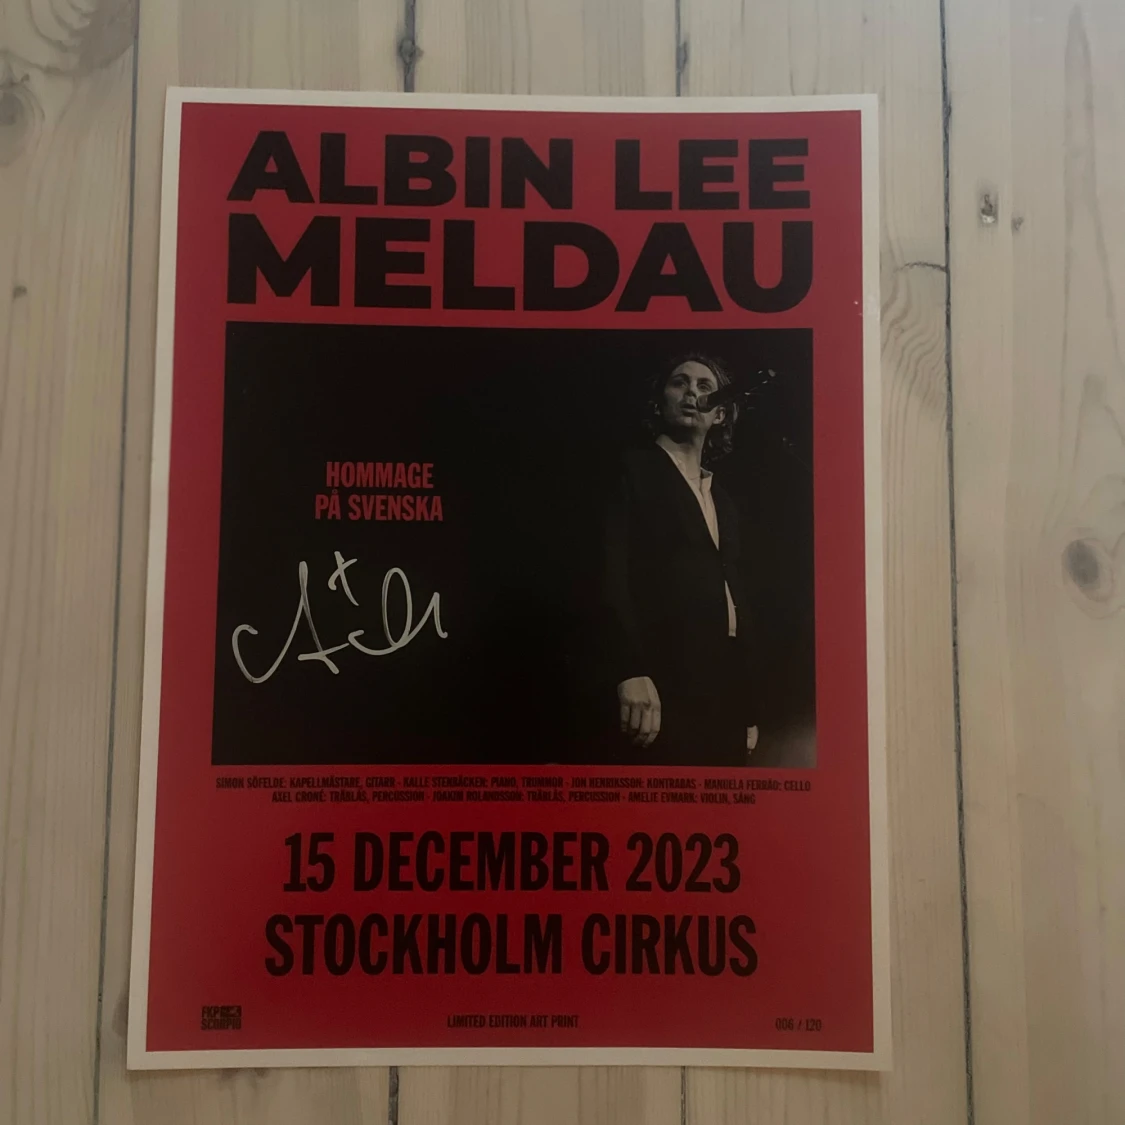 ALBIN LEE
MELDAU
HOMMAGE
PÅ SVENSKA
SIMON SÖFELDE: KAPELLMÄSTARE, GITARR - KALLE STENBÄCKEN: PIANO, TRUMMOR - JON HENRIKSSON: KONTRABAS - MANUELA FERRÃO: CELLO
AXEL CRONÉ: TRÄBLÅS, PERCUSSION - JOAKIM ROLANDSSON: TRÄBLÅS, PERCUSSION - AMELIE EVMARK: VIOLIN, SÅNG
15 DECEMBER 2023
STOCKHOLM CIRKUS
FKP
SCORPIO
LIMITED EDITION ART PRINT
006 / 120